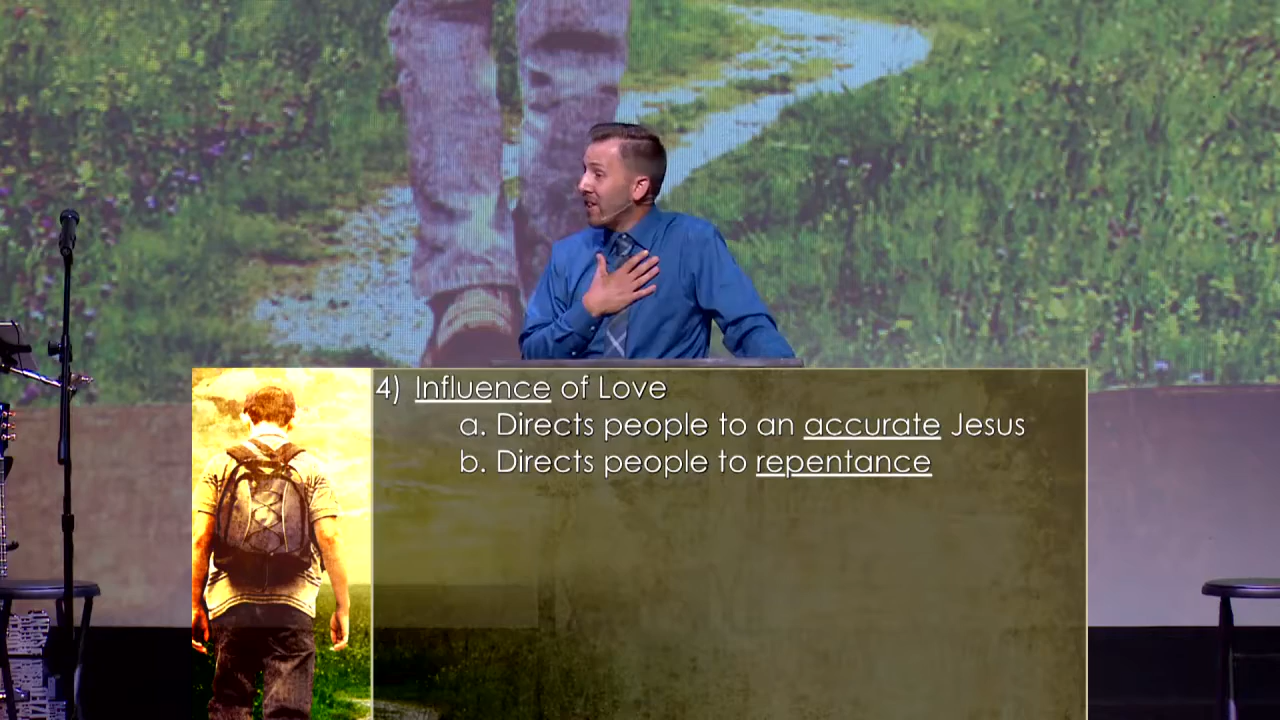 4) Influence of Love
a. Directs people to an accurate Jesus
b. Directs people to repentance